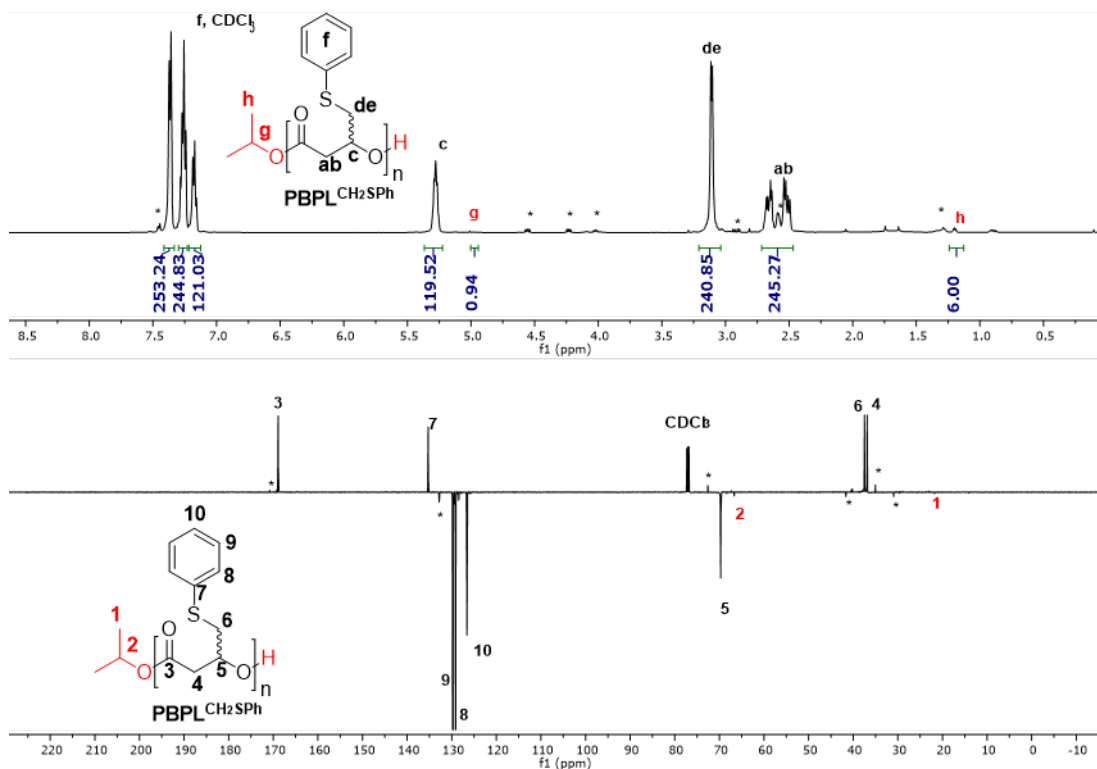 f, CDCl3
f
S
de
h
O
g
O
ab
c
O
H
n
PBPL^CH2SPh
*
c
g
*
*
*
de
*
ab
*
*
h
253.24
244.83
121.03
119.52
0.94
240.85
245.27
6.00
8.5 8.0 7.5 7.0 6.5 6.0 5.5 5.0 4.5 4.0 3.5 3.0 2.5 2.0 1.5 1.0 0.5
f1 (ppm)
3
7
CDCl3
6 4
*
*
*
*
2
*
*
1
5
10
9
8
10
9
8
7
S
6
1
O
2
O
3
4
5
O
H
n
PBPL^CH2SPh
220 210 200 190 180 170 160 150 140 130 120 110 100 90 80 70 60 50 40 30 20 10 0 -10
f1 (ppm)